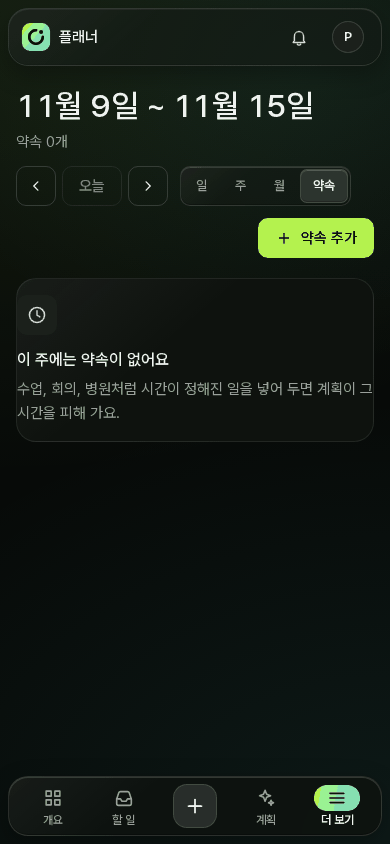 플래너
P
11월 9일 ~ 11월 15일
약속 0개
오늘
일
주
월
약속
약속 추가
이 주에는 약속이 없어요
수업, 회의, 병원처럼 시간이 정해진 일을 넣어 두면 계획이 그
시간을 피해 가요.
개요
할 일
계획
더 보기